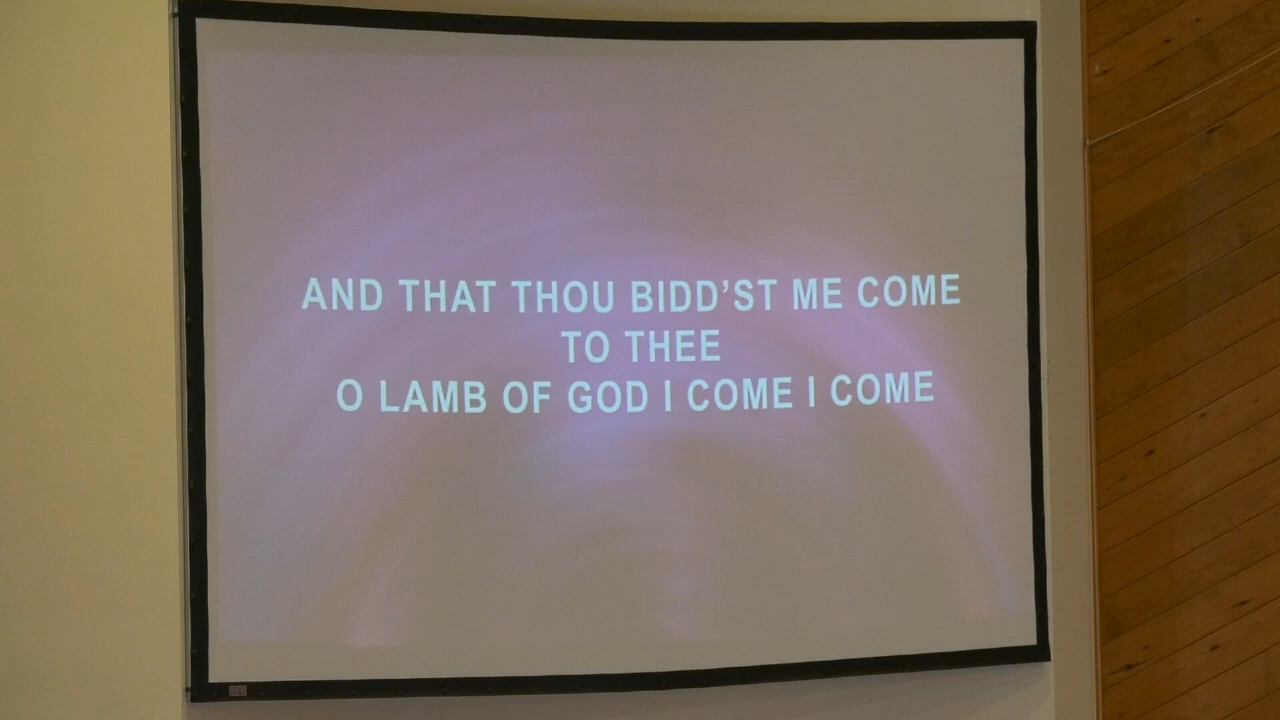 AND THAT THOU BIDD'ST ME COME
TO THEE
O LAMB OF GOD I COME I COME